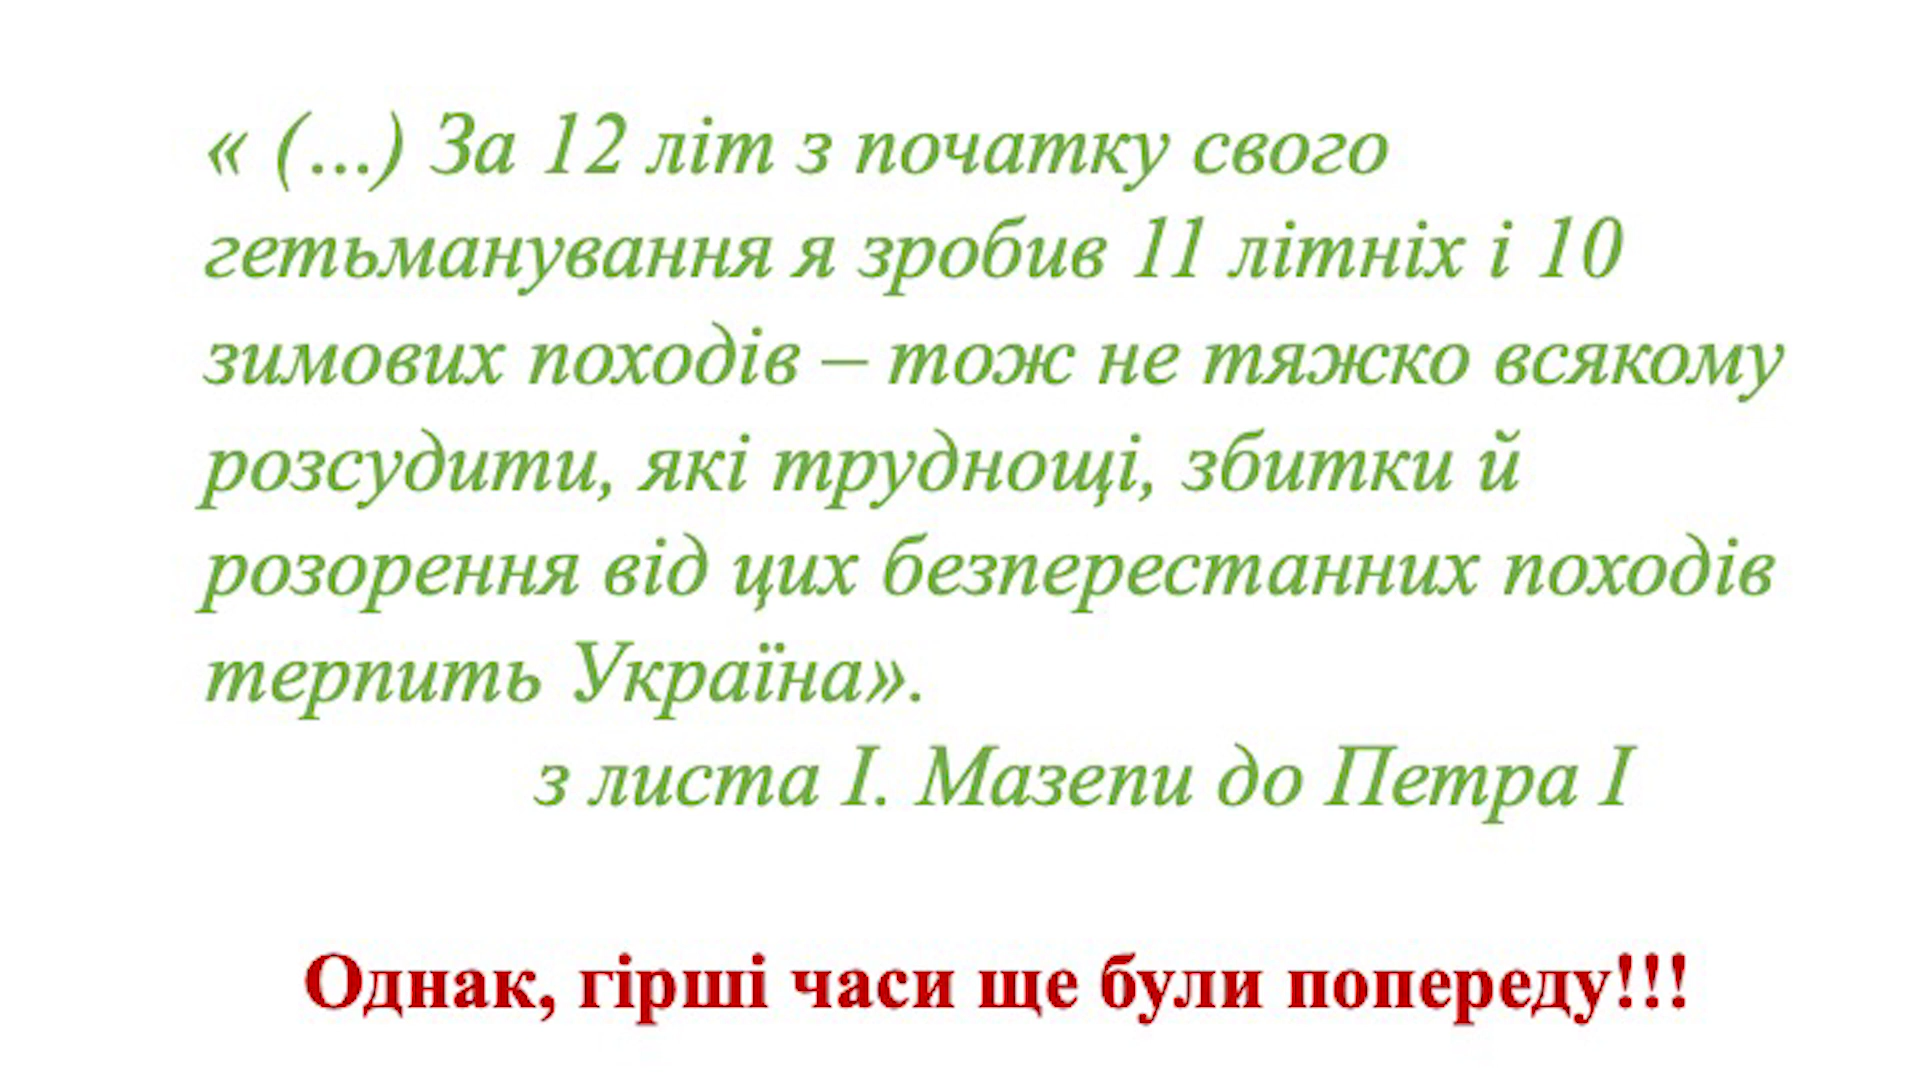 « (...) За 12 літ з початку свого
гетьманування я зробив 11 літніх і 10
зимових походів – тож не тяжко всякому
розсудити, які труднощі, збитки й
розорення від цих безперестанних походів
терпить Україна».
з листа І. Мазепи до Петра І
Однак, гірші часи ще були попереду!!!